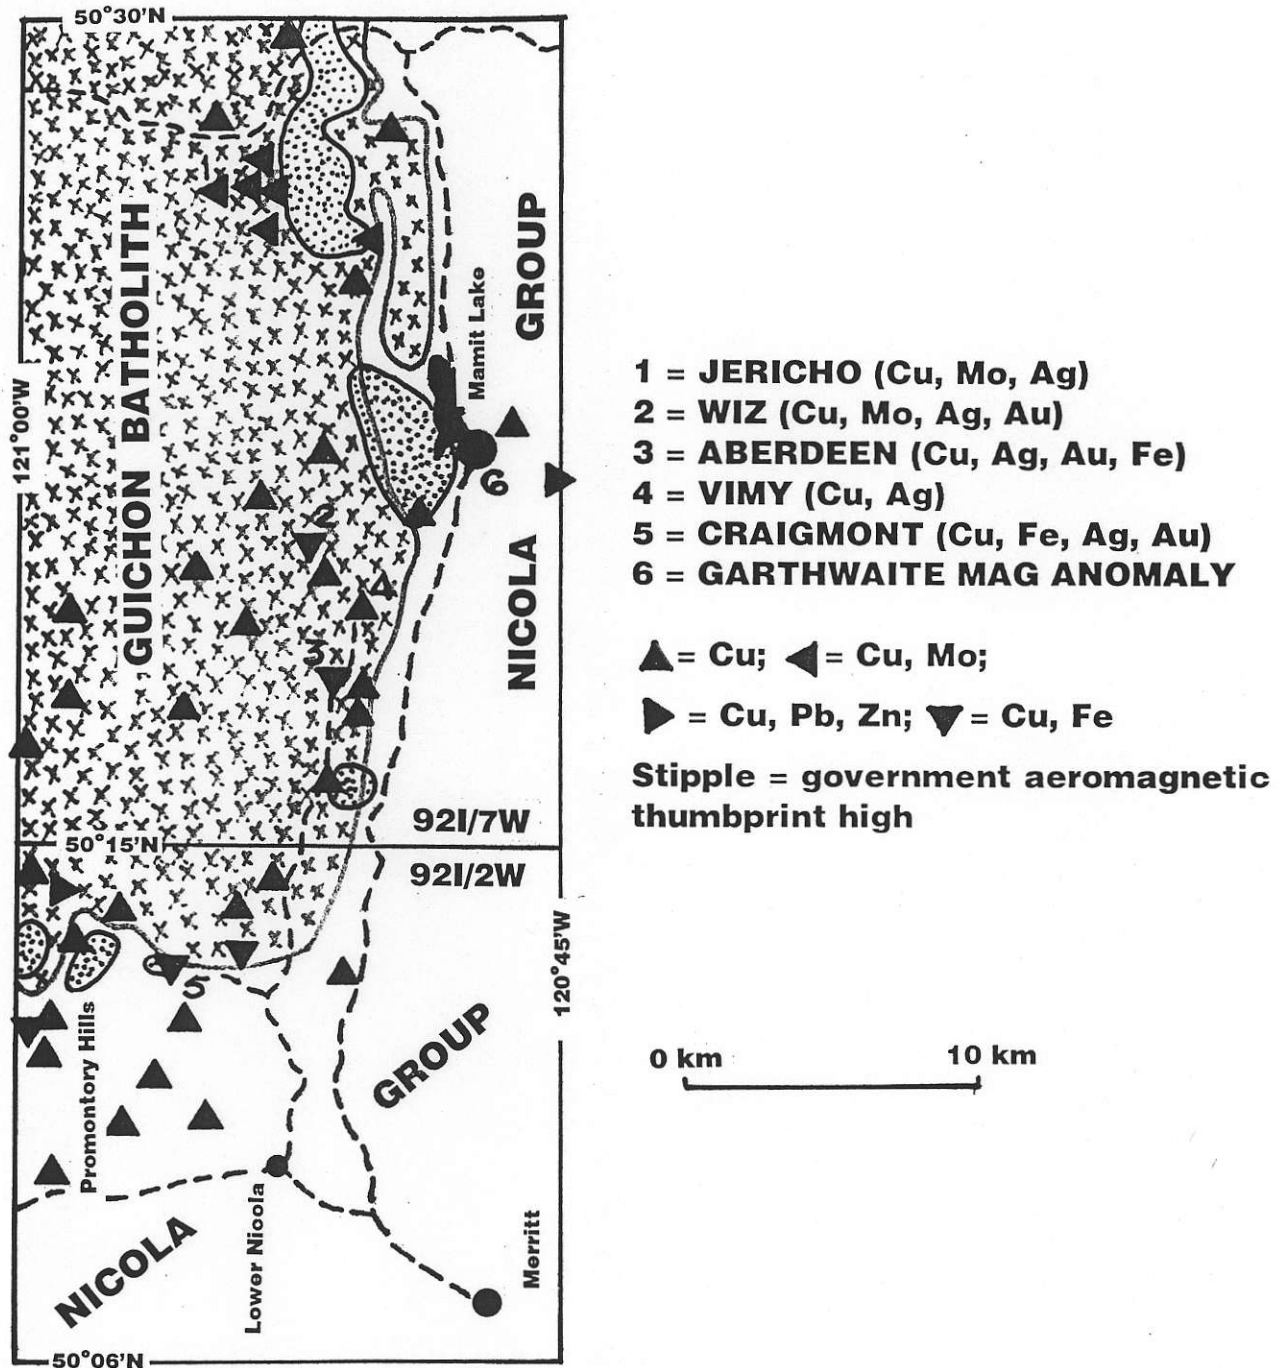 50°30'N
GUICHON BATHOLITH
121°00'W
GROUP
Mamit Lake
NICOLA
6
2
4
3
92I/7W
50°15'N
92I/2W
5
120°45'W
Promontory Hills
GROUP
NICOLA
Lower Nicola
Merritt
50°06'N
1 = JERICHO (Cu, Mo, Ag)
2 = WIZ (Cu, Mo, Ag, Au)
3 = ABERDEEN (Cu, Ag, Au, Fe)
4 = VIMY (Cu, Ag)
5 = CRAIGMONT (Cu, Fe, Ag, Au)
6 = GARTHWAITE MAG ANOMALY
▲= Cu; ◀= Cu, Mo;
▶ = Cu, Pb, Zn; ▼= Cu, Fe
Stipple = government aeromagnetic
thumbprint high
0 km 10 km